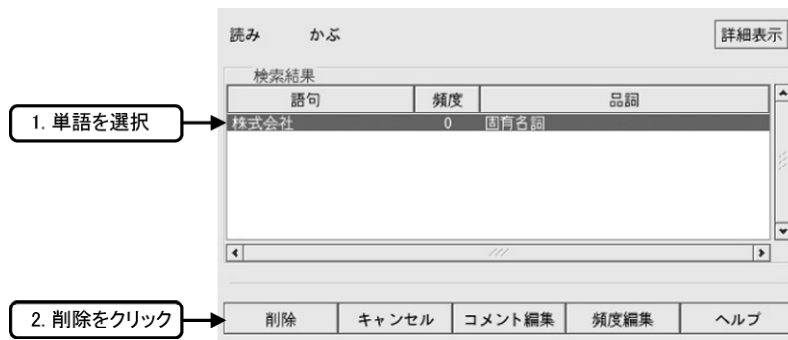 読み かぶ 詳細表示
検索結果
語句 頻度 品詞
1. 単語を選択
株式会社 0 固有名詞
2. 削除をクリック
削除 キャンセル コメント編集 頻度編集 ヘルプ